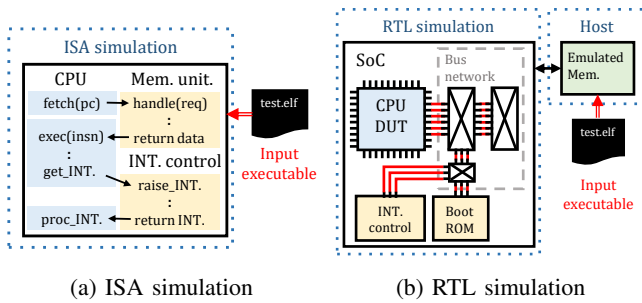 ISA simulation
CPU
Mem. unit.
fetch(pc)
handle(req)
:
exec(insn)
return data
:
INT. control
get_INT.
raise_INT.
:
proc_INT.
return INT.
test.elf
Input
executable
(a) ISA simulation
RTL simulation
Host
SoC
Bus
network
CPU
DUT
INT.
control
Boot
ROM
Emulated
Mem.
test.elf
Input
executable
(b) RTL simulation